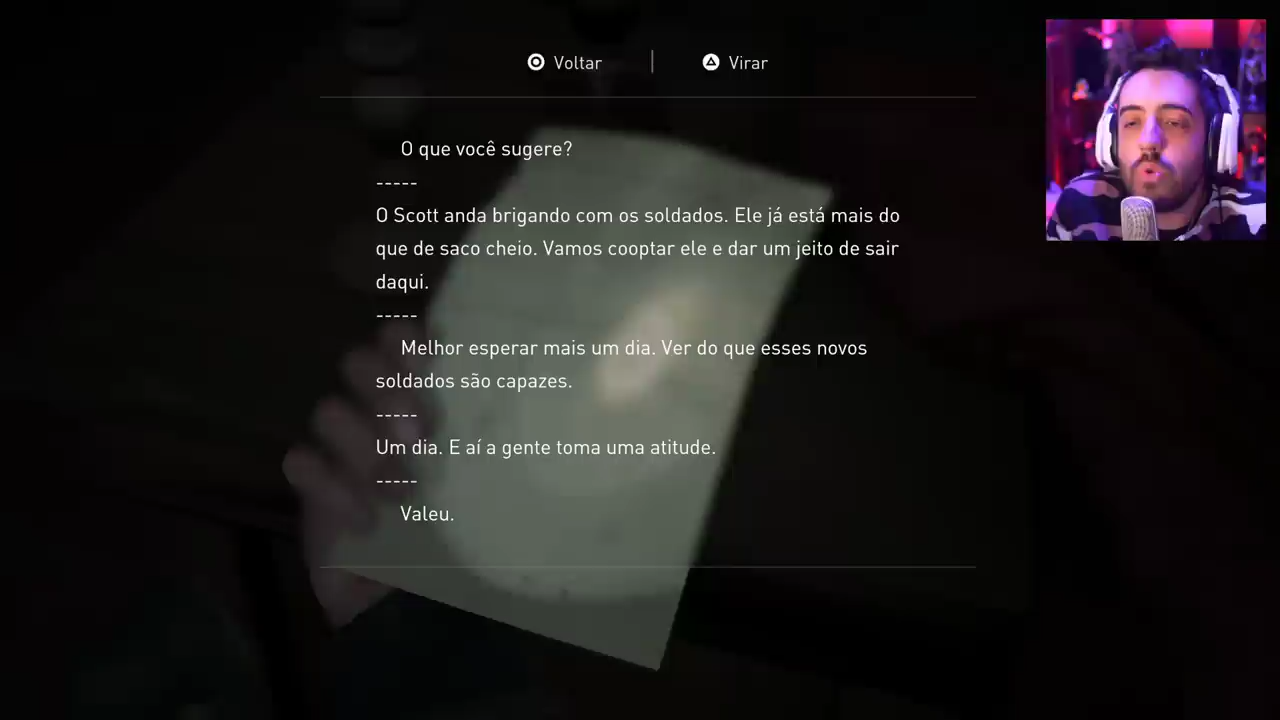 Voltar | Virar
O que você sugere?
-----
O Scott anda brigando com os soldados. Ele já está mais do
que de saco cheio. Vamos cooptar ele e dar um jeito de sair
daqui.
-----
Melhor esperar mais um dia. Ver do que esses novos
soldados são capazes.
-----
Um dia. E aí a gente toma uma atitude.
-----
Valeu.